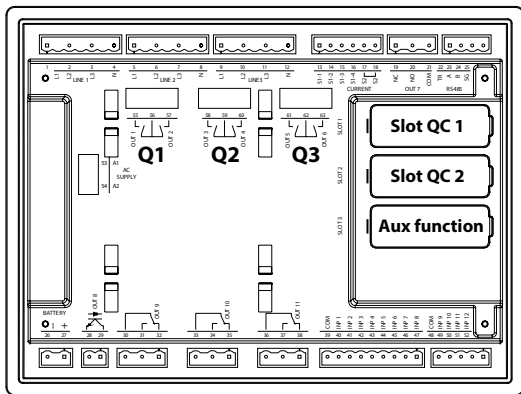 1 2 3 4 5 6 7 8 9 10 11 12 13 14 15 16 17 18 19 20 21 22 23 24 25
L1 L2 L3 N L1 L2 L3 N L1 L2 L3 N S1-1 S1-2 S1-3 S1-4 S2 S2 NC NO COM TR A B SG
LINE 1 LINE 2 LINE3 CURRENT OUT 7 RS485
55 56 57 58 59 60 61 62 63
OUT 1 OUT 2 OUT 3 OUT 4 OUT 5 OUT 6
Q1 Q2 Q3
SLOT 1 Slot QC 1
53 A1
AC
SUPPLY
54 A2
SLOT 2 Slot QC 2
SLOT 3 Aux function
BATTERY OUT 8 OUT 9 OUT 10 OUT 11
COM INP 1 INP 2 INP 3 INP 4 INP 5 INP 6 INP 7 INP 8 COM INP 9 INP 10 INP 11 INP 12
26 27 28 29 30 31 32 33 34 35 36 37 38 39 40 41 42 43 44 45 46 47 48 49 50 51 52